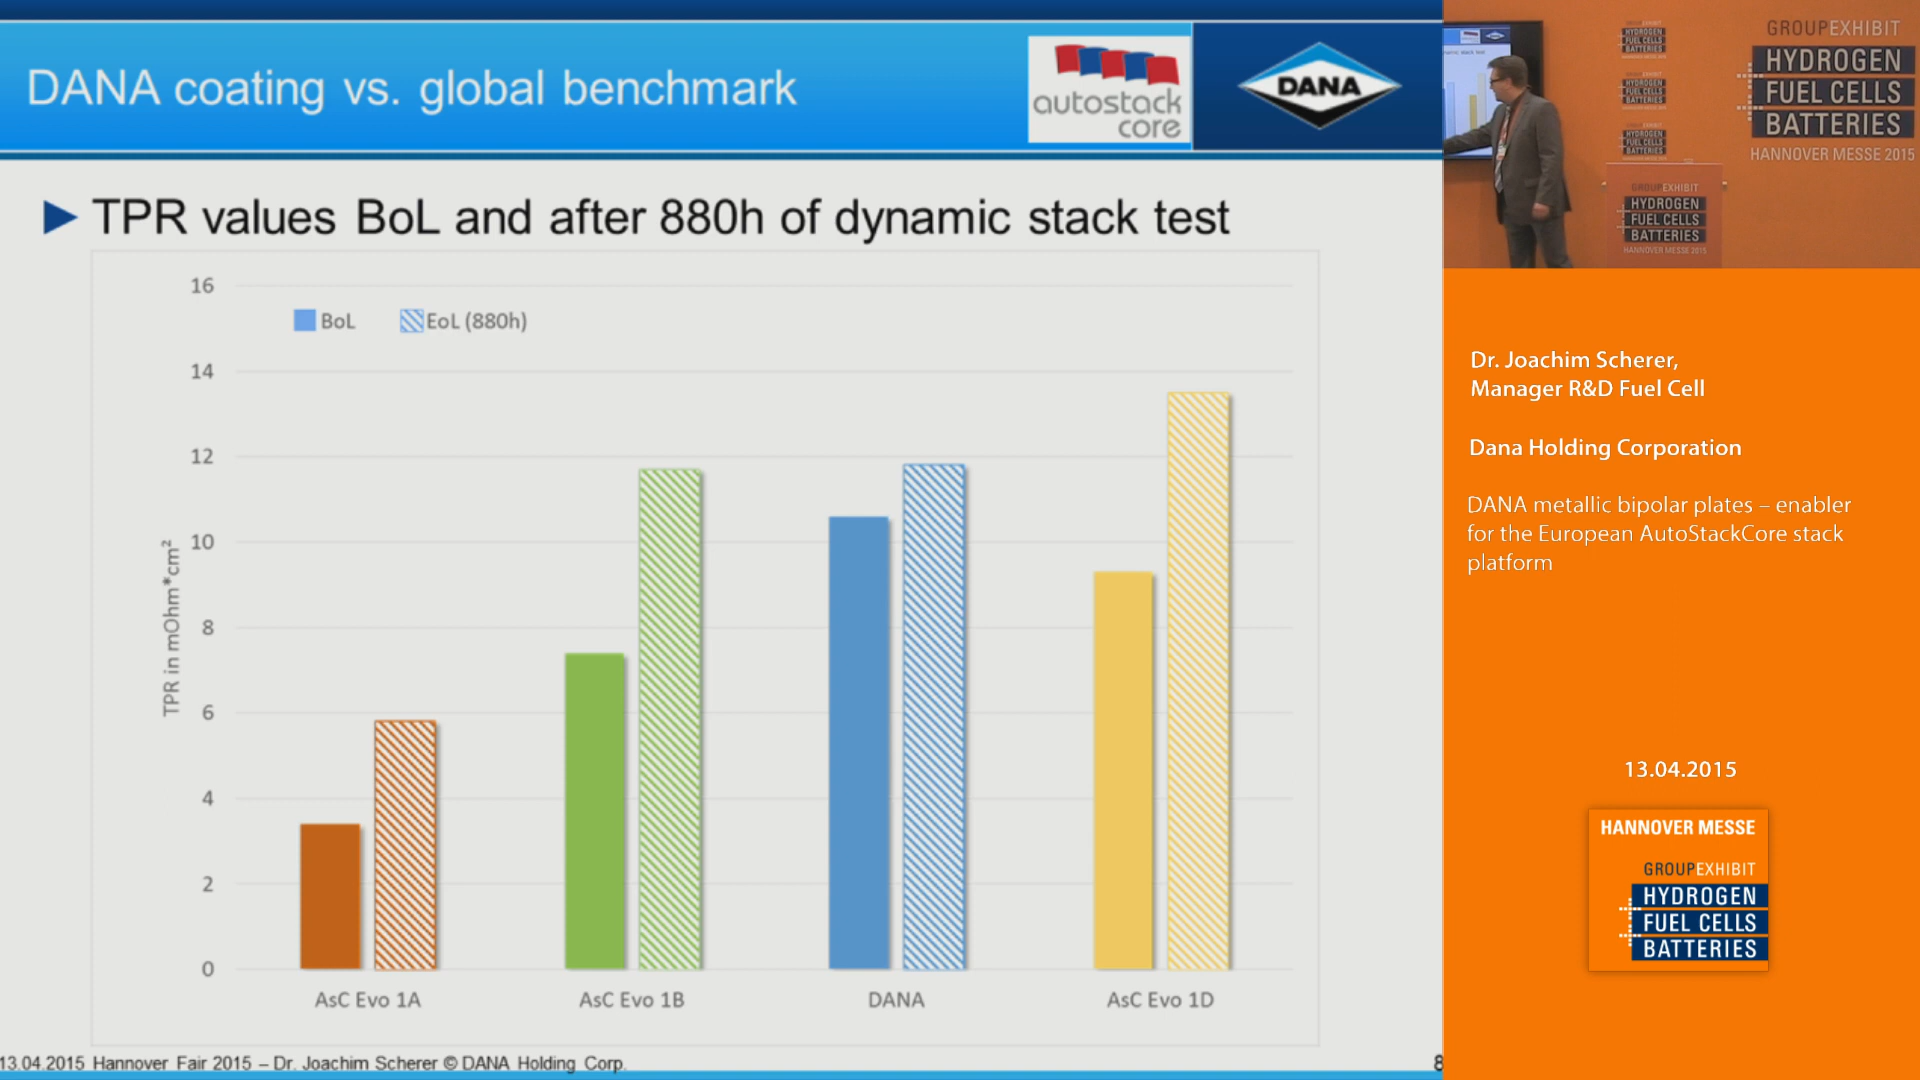 DANA coating vs. global benchmark
autostack
core
DANA
TPR values BoL and after 880h of dynamic stack test
16
BoL
EoL (880h)
14
12
10
8
6
4
2
0
TPR in mOhm*cm²
AsC Evo 1A
AsC Evo 1B
DANA
AsC Evo 1D
13.04.2015 Hannover Fair 2015 – Dr. Joachim Scherer © DANA Holding Corp.
8
GROUPEXHIBIT
HYDROGEN
FUEL CELLS
BATTERIES
HANNOVER MESSE 2015
HYDROGEN
FUEL CELLS
BATTERIES
HYDROGEN
FUEL CELLS
BATTERIES
HYDROGEN
FUEL CELLS
BATTERIES
GROUPEXHIBIT
HYDROGEN
FUEL CELLS
BATTERIES
HANNOVER MESSE 2015
Dr. Joachim Scherer,
Manager R&D Fuel Cell
Dana Holding Corporation
DANA metallic bipolar plates – enabler
for the European AutoStackCore stack
platform
13.04.2015
HANNOVER MESSE
GROUPEXHIBIT
HYDROGEN
FUEL CELLS
BATTERIES